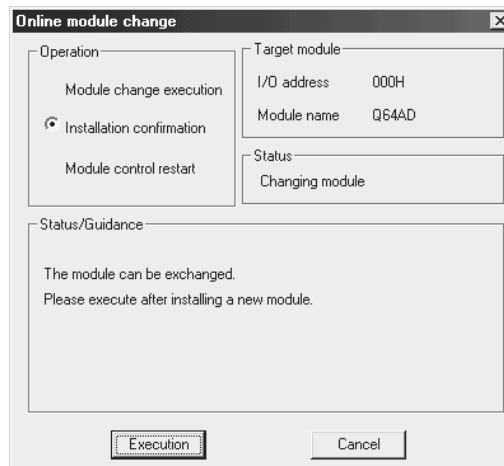 Online module change
Operation
Module change execution
Installation confirmation
Module control restart
Target module
I/O address 000H
Module name Q64AD
Status
Changing module
Status/Guidance
The module can be exchanged.
Please execute after installing a new module.
Execution
Cancel